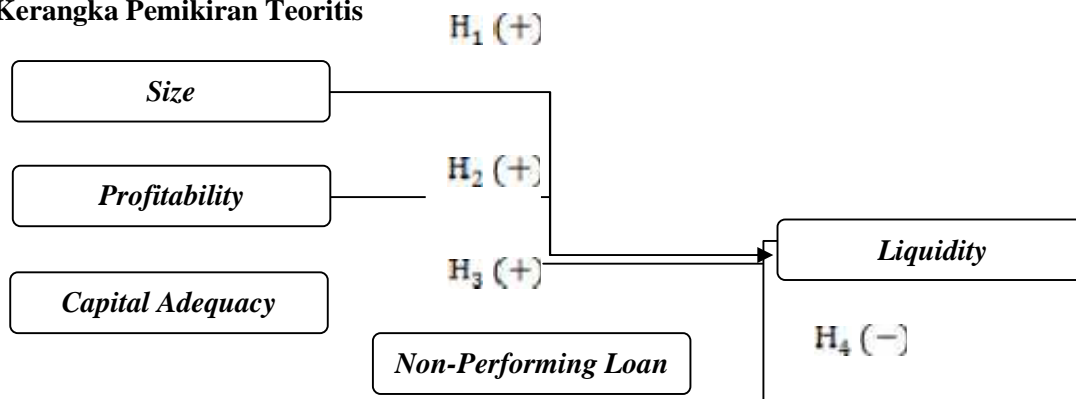 Kerangka Pemikiran Teoritis
H₁ (+)
Size
H₂ (+)
Profitability
Liquidity
H₃ (+)
Capital Adequacy
H₄ (−)
Non-Performing Loan